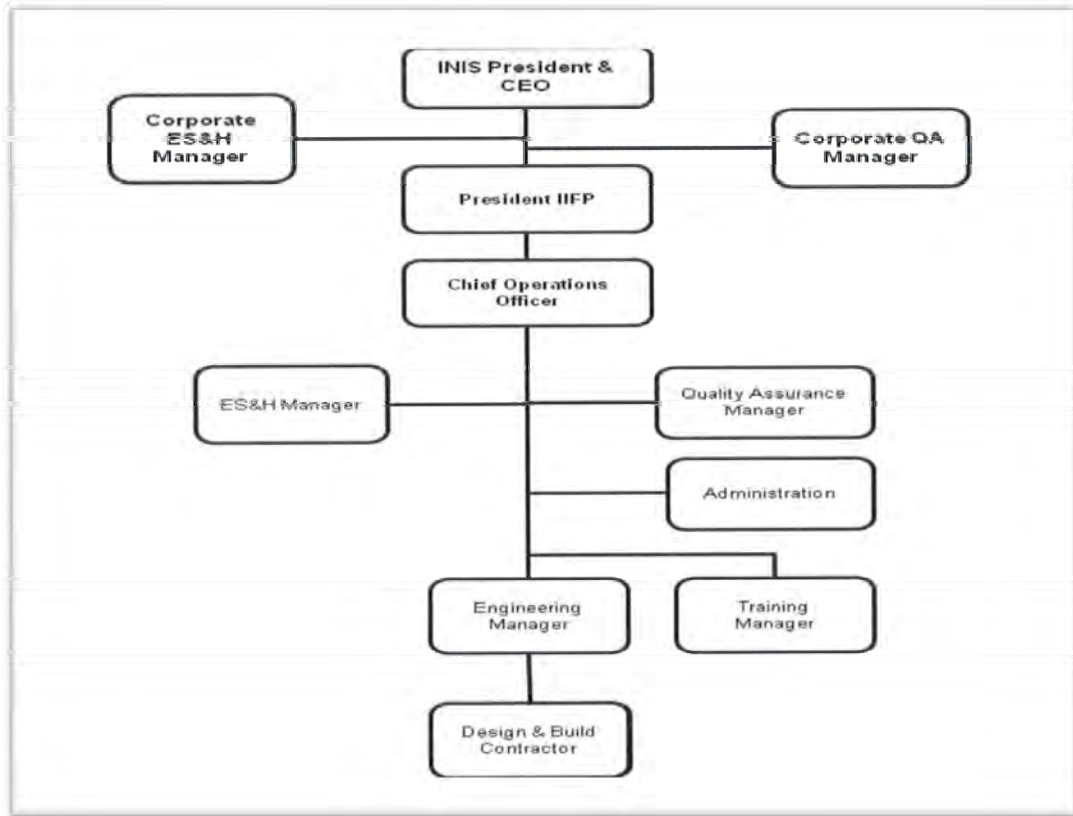 INIS President &
CEO
Corporate
ES&H
Manager
Corporate QA
Manager
President IIFP
Chief Operations
Officer
ES&H Manager
Quality Assurance
Manager
Administration
Engineering
Manager
Training
Manager
Design & Build
Contractor